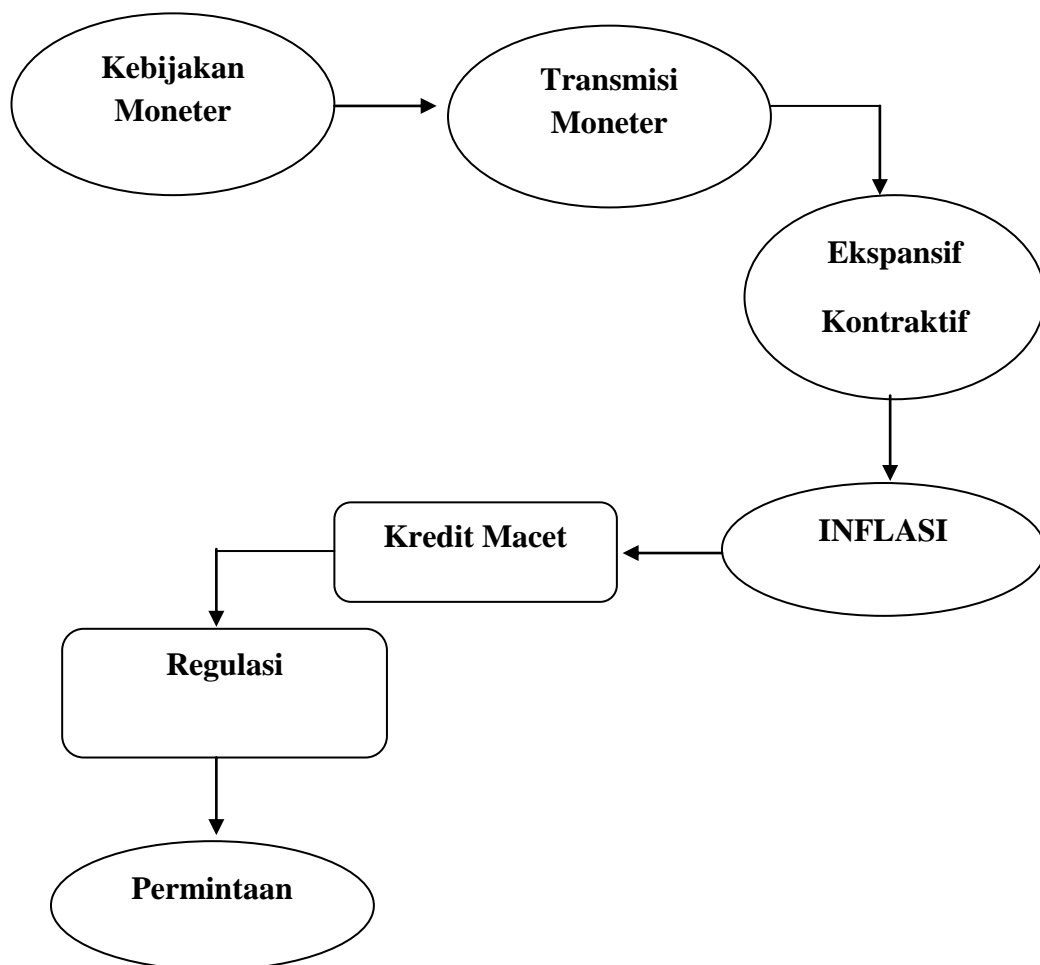 Kebijakan
Moneter
Transmisi
Moneter
Ekspansif
Kontraktif
INFLASI
Kredit Macet
Regulasi
Permintaan